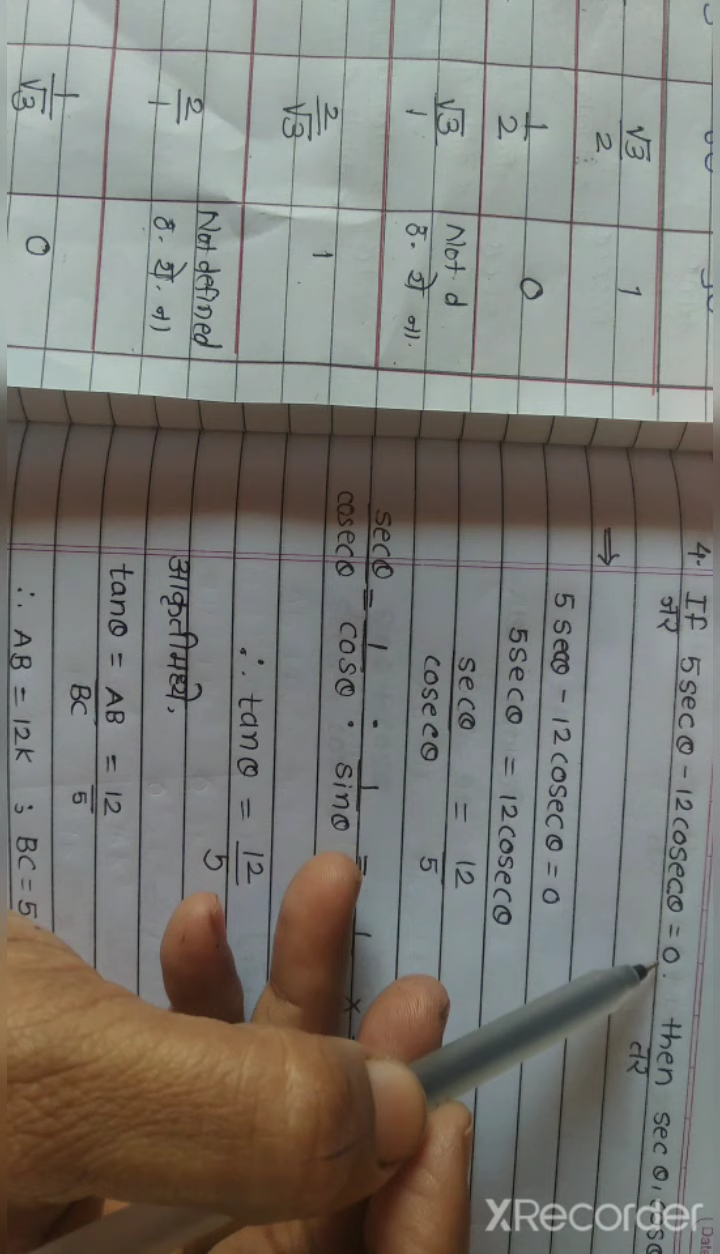 √3/2 1
1/2 0
√3/1 Not d
व्या. ये. ना.
2/√3 1
2/1 Not defined
व्या. ये. ना
1/√3 0
4. If 5secθ - 12cosecθ = 0. then secθ, cose
जर तर
⇒
5secθ - 12cosecθ = 0
5secθ = 12cosecθ
secθ/cosecθ = 12/5
secθ/cosecθ = 1/cosθ . 1/sinθ = 1 ×
∴ tanθ = 12/5
आकृतीमध्ये,
tanθ = AB/BC = 12/5
∴ AB = 12K ; BC = 5
XRecorder